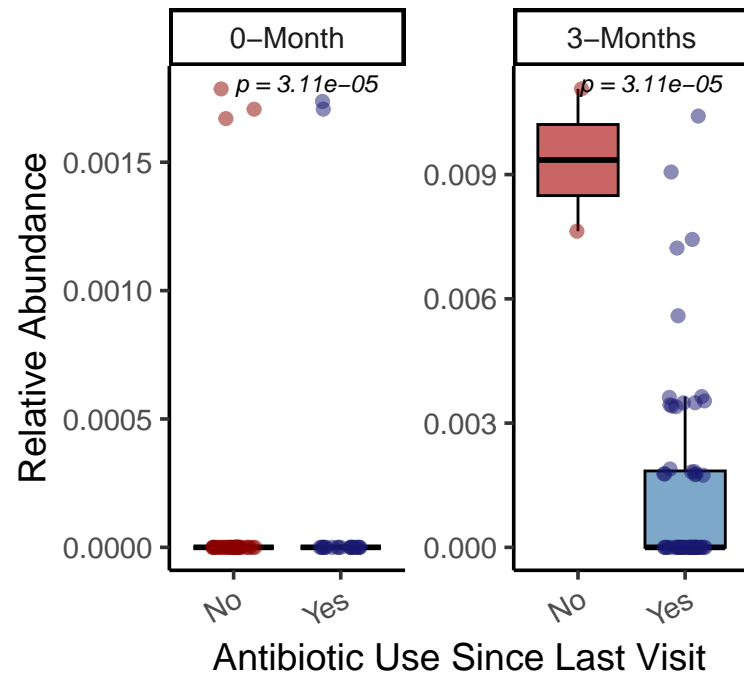 0−Month 3−Months
p = 3.11e−05 p = 3.11e−05
Relative Abundance
0.0015
0.0010
0.0005
0.0000
0.009
0.006
0.003
0.000
No Yes No Yes
Antibiotic Use Since Last Visit